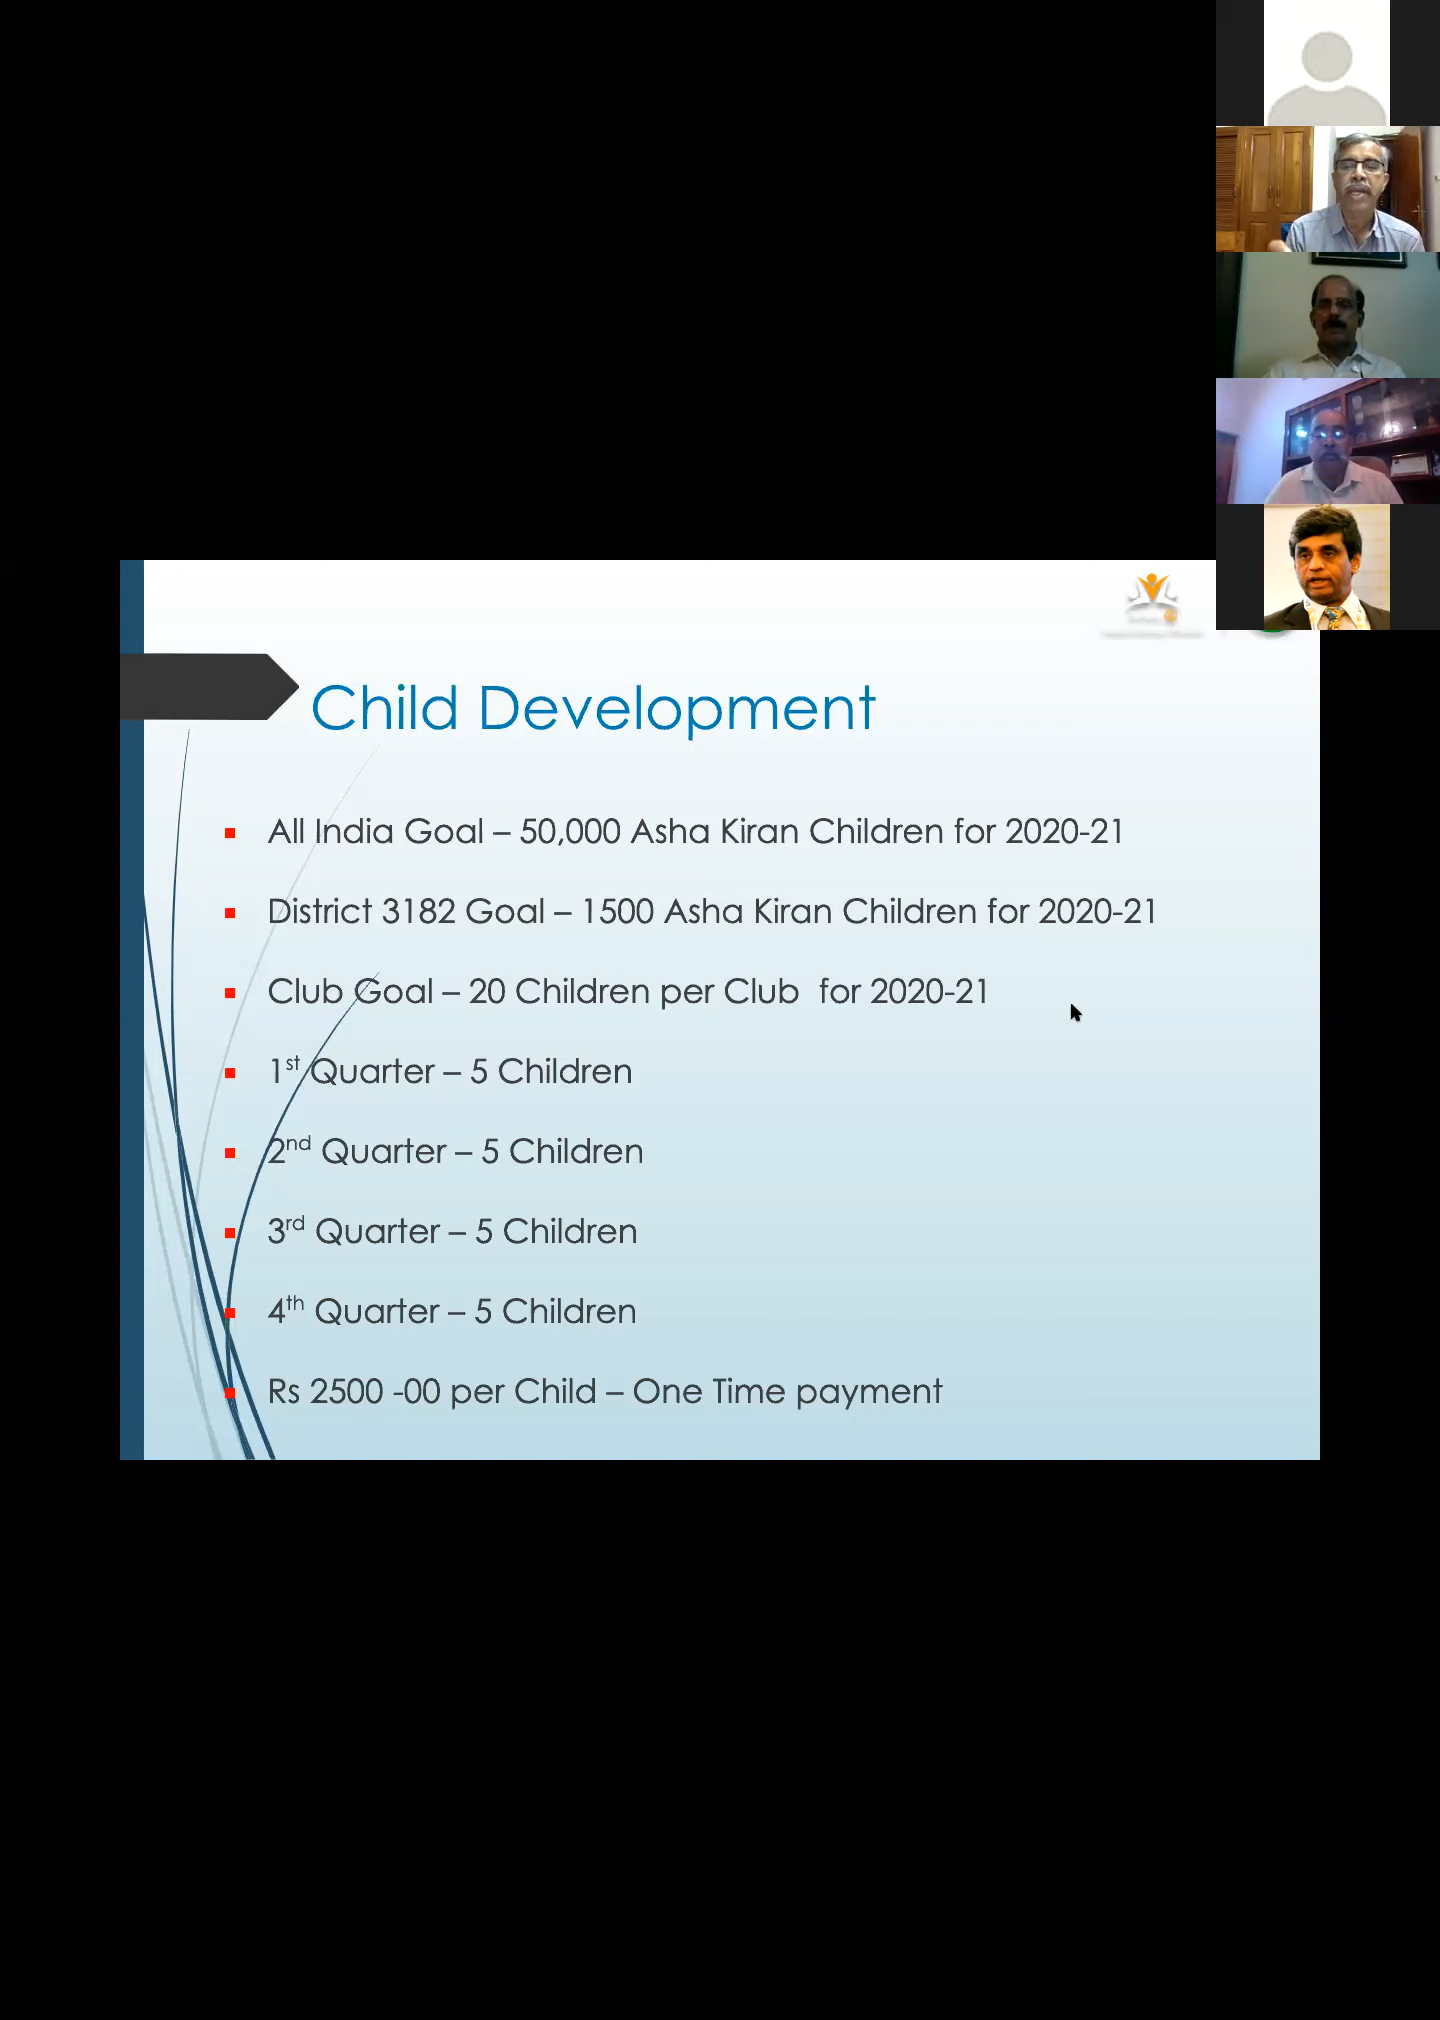 Child Development
All India Goal – 50,000 Asha Kiran Children for 2020-21
District 3182 Goal – 1500 Asha Kiran Children for 2020-21
Club Goal – 20 Children per Club for 2020-21
1st Quarter – 5 Children
2nd Quarter – 5 Children
3rd Quarter – 5 Children
4th Quarter – 5 Children
Rs 2500 -00 per Child – One Time payment